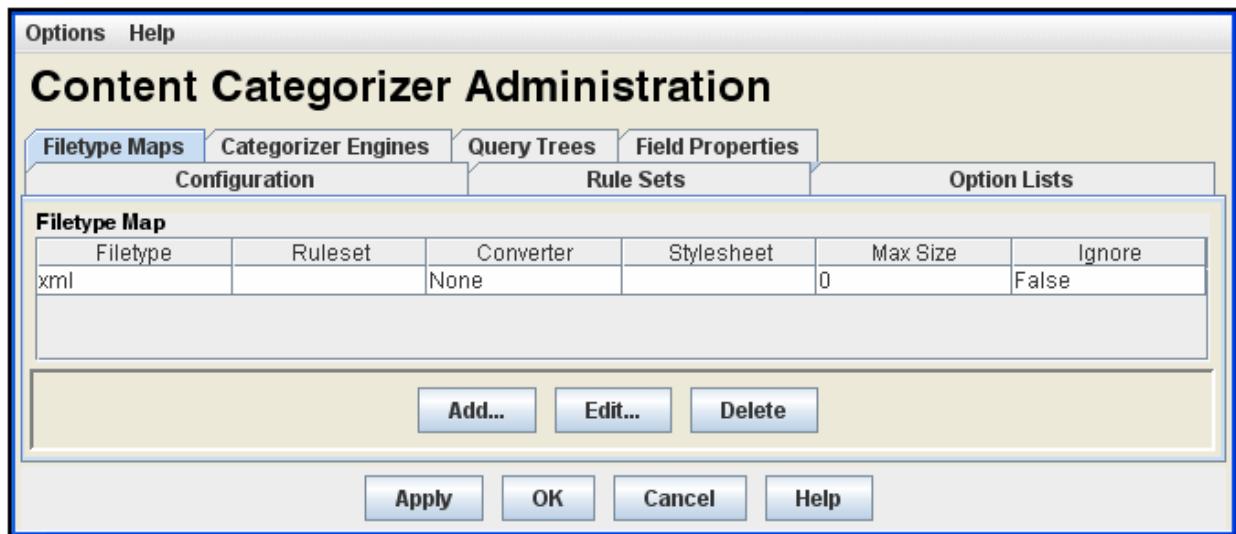 Options Help
Content Categorizer Administration
Filetype Maps Categorizer Engines Query Trees Field Properties
Configuration Rule Sets Option Lists
Filetype Map
Filetype Ruleset Converter Stylesheet Max Size Ignore
xml None 0 False
Add... Edit... Delete
Apply OK Cancel Help